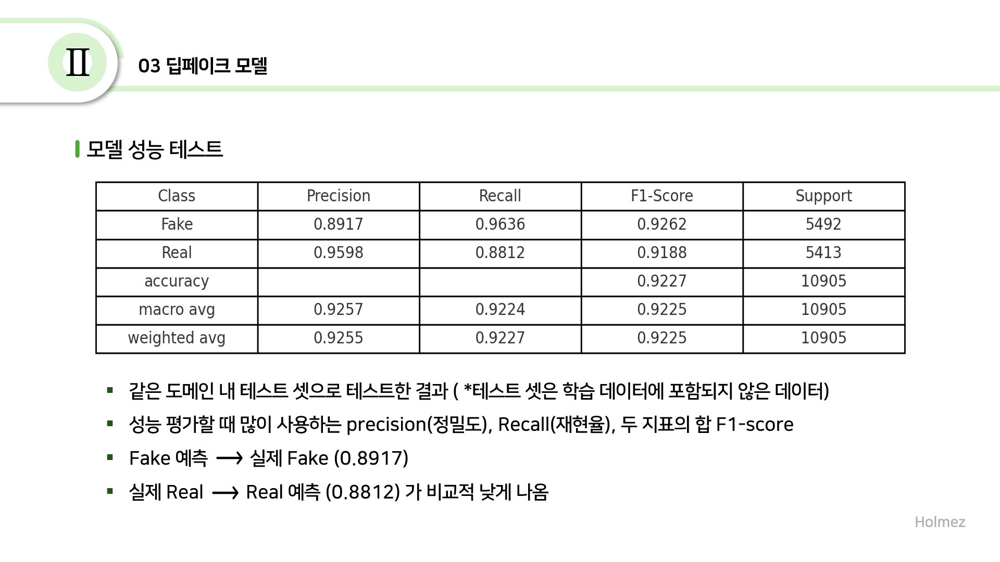 Ⅱ
03 딥페이크 모델
모델 성능 테스트
Class Precision Recall F1-Score Support
Fake 0.8917 0.9636 0.9262 5492
Real 0.9598 0.8812 0.9188 5413
accuracy 0.9227 10905
macro avg 0.9257 0.9224 0.9225 10905
weighted avg 0.9255 0.9227 0.9225 10905
▪ 같은 도메인 내 테스트 셋으로 테스트한 결과 ( *테스트 셋은 학습 데이터에 포함되지 않은 데이터)
▪ 성능 평가할 때 많이 사용하는 precision(정밀도), Recall(재현율), 두 지표의 합 F1-score
▪ Fake 예측 → 실제 Fake (0.8917)
▪ 실제 Real → Real 예측 (0.8812) 가 비교적 낮게 나옴
Holmez